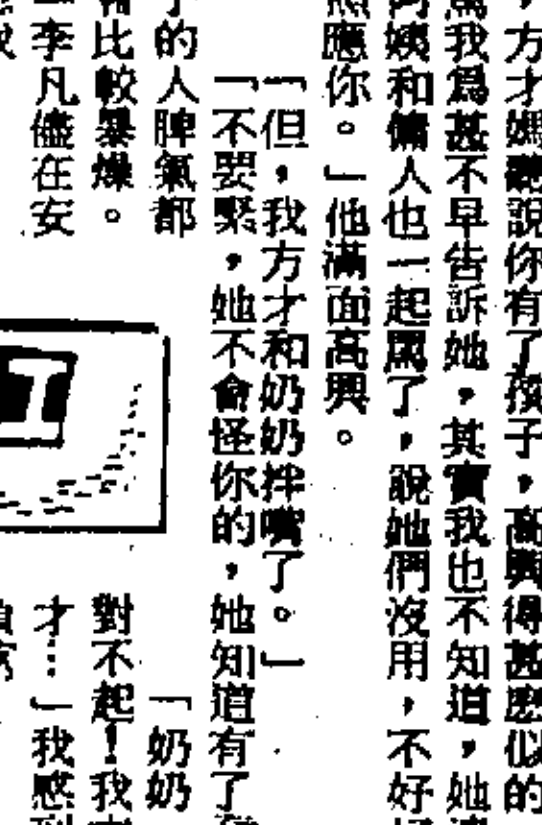 ，方才媽聽說你有了孩子，高興得甚麽似的
罵我爲甚不早告訴她，其實我也不知道，她連
阿姨和傭人也一起罵了，說她們沒用，不好好
照應你。」他滿面高興。
「但，我方才和奶奶拌嘴了。」
「不要緊，她不會怪你的，她知道有了
的人脾氣都
比較暴燥。
「李凡儘在安
「奶奶
對不起！我
才…」我感到